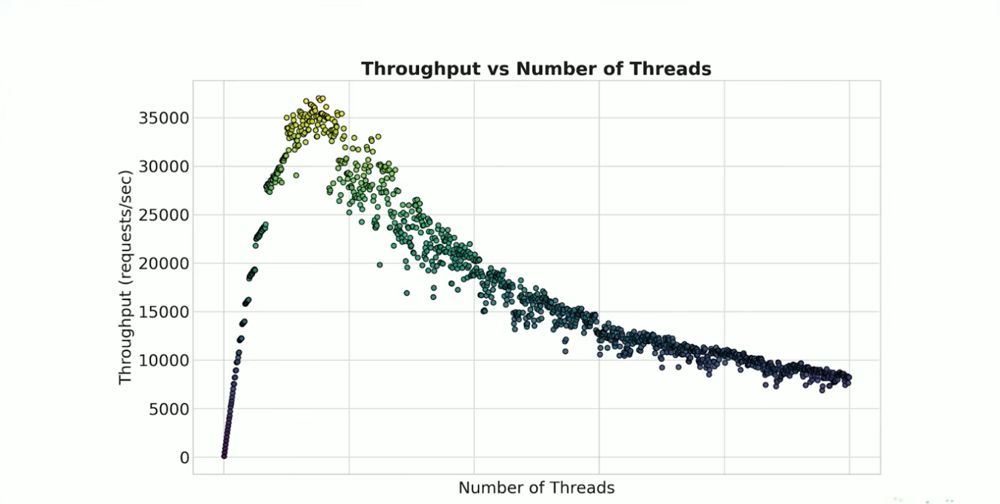 Throughput vs Number of Threads
Throughput (requests/sec)
35000
30000
25000
20000
15000
10000
5000
0
Number of Threads